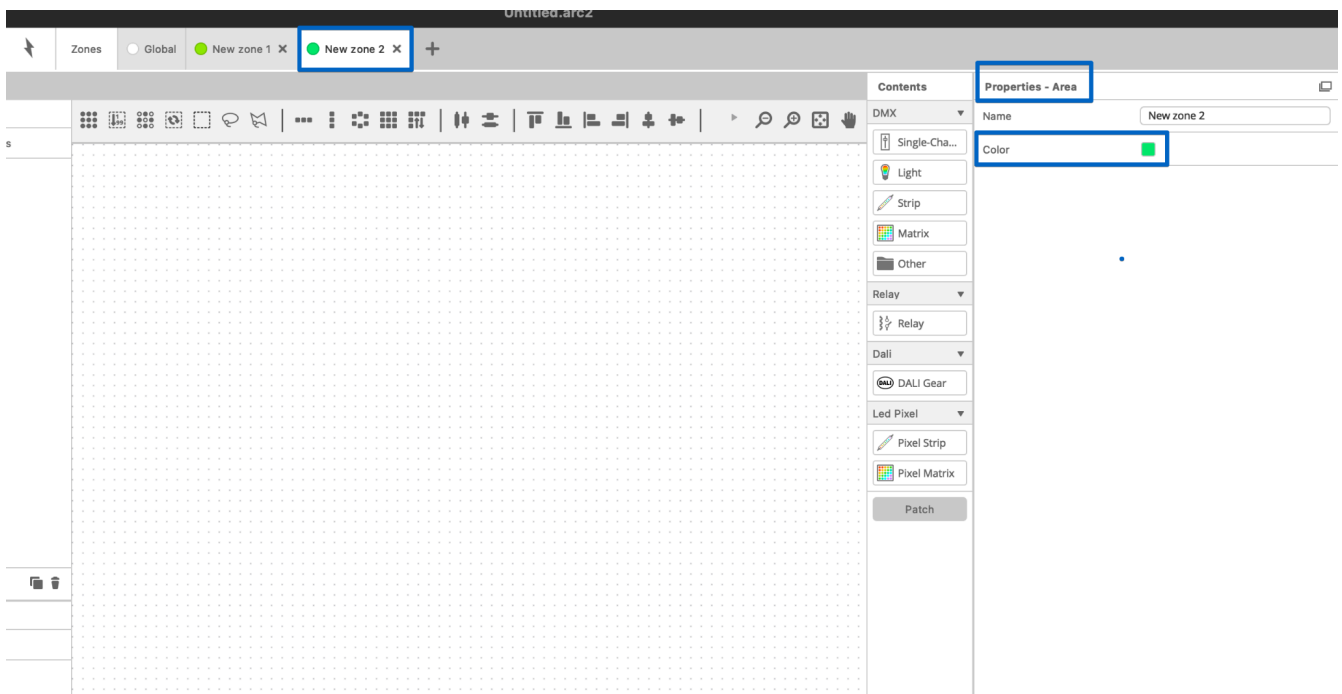 Untitled.arc2
Zones
Global
New zone 1
New zone 2
Contents
Properties - Area
DMX
Name
New zone 2
s
Single-Cha...
Color
Light
Strip
Matrix
Other
Relay
Relay
Dali
DALI
DALI Gear
Led Pixel
Pixel Strip
Pixel Matrix
Patch